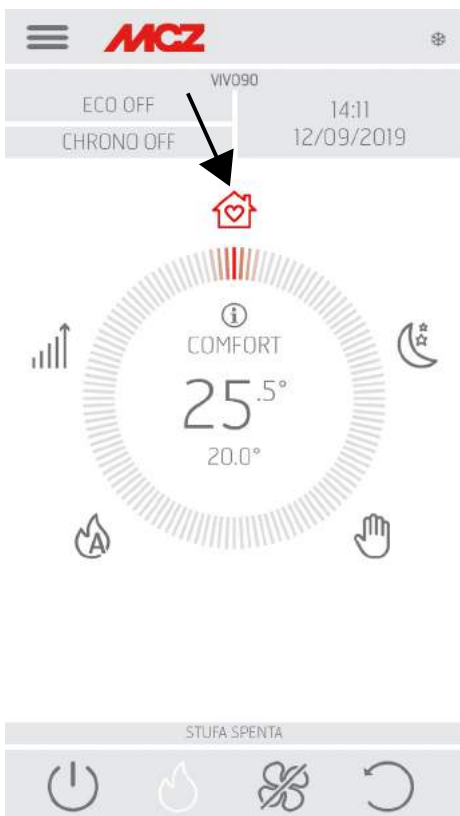 MCZ
VIVO90
ECO OFF
14:11
CHRONO OFF
12/09/2019
COMFORT
25.5°
20.0°
A
STUFA SPENTA